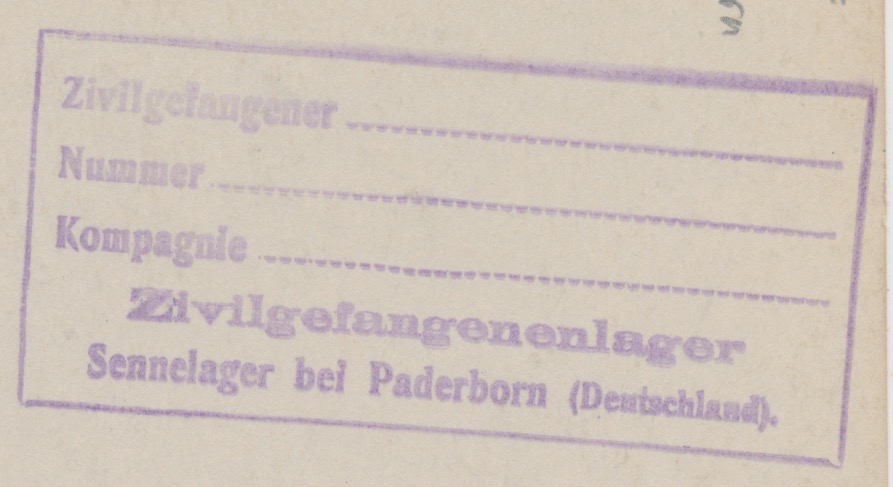 Zivilgefangener
Nummer
Kompagnie
Zivilgefangenenlager
Sennelager bei Paderborn (Deutschland).